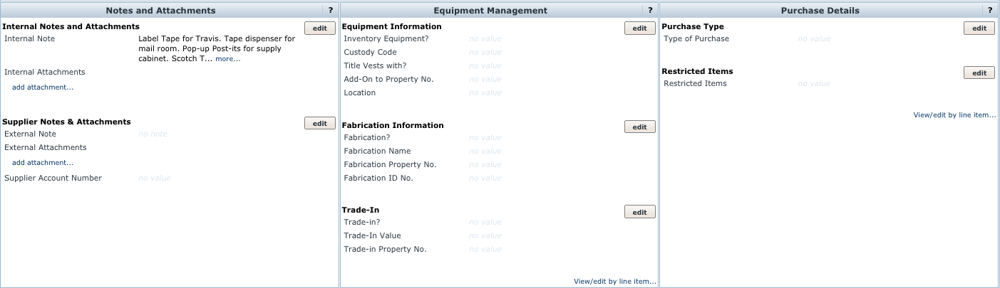 Notes and Attachments ?
Internal Notes and Attachments edit
Internal Note Label Tape for Travis. Tape dispenser for
mail room. Pop-up Post-its for supply
cabinet. Scotch T... more...
Internal Attachments
add attachment...
Supplier Notes & Attachments edit
External Note no note
External Attachments
add attachment...
Supplier Account Number no value
Equipment Management ?
Equipment Information edit
Inventory Equipment? no value
Custody Code no value
Title Vests with? no value
Add-On to Property No. no value
Location no value
Fabrication Information edit
Fabrication? no value
Fabrication Name no value
Fabrication Property No. no value
Fabrication ID No. no value
Trade-In edit
Trade-in? no value
Trade-In Value no value
Trade-in Property No. no value
View/edit by line item...
Purchase Details ?
Purchase Type edit
Type of Purchase no value
Restricted Items edit
Restricted Items no value
View/edit by line item...